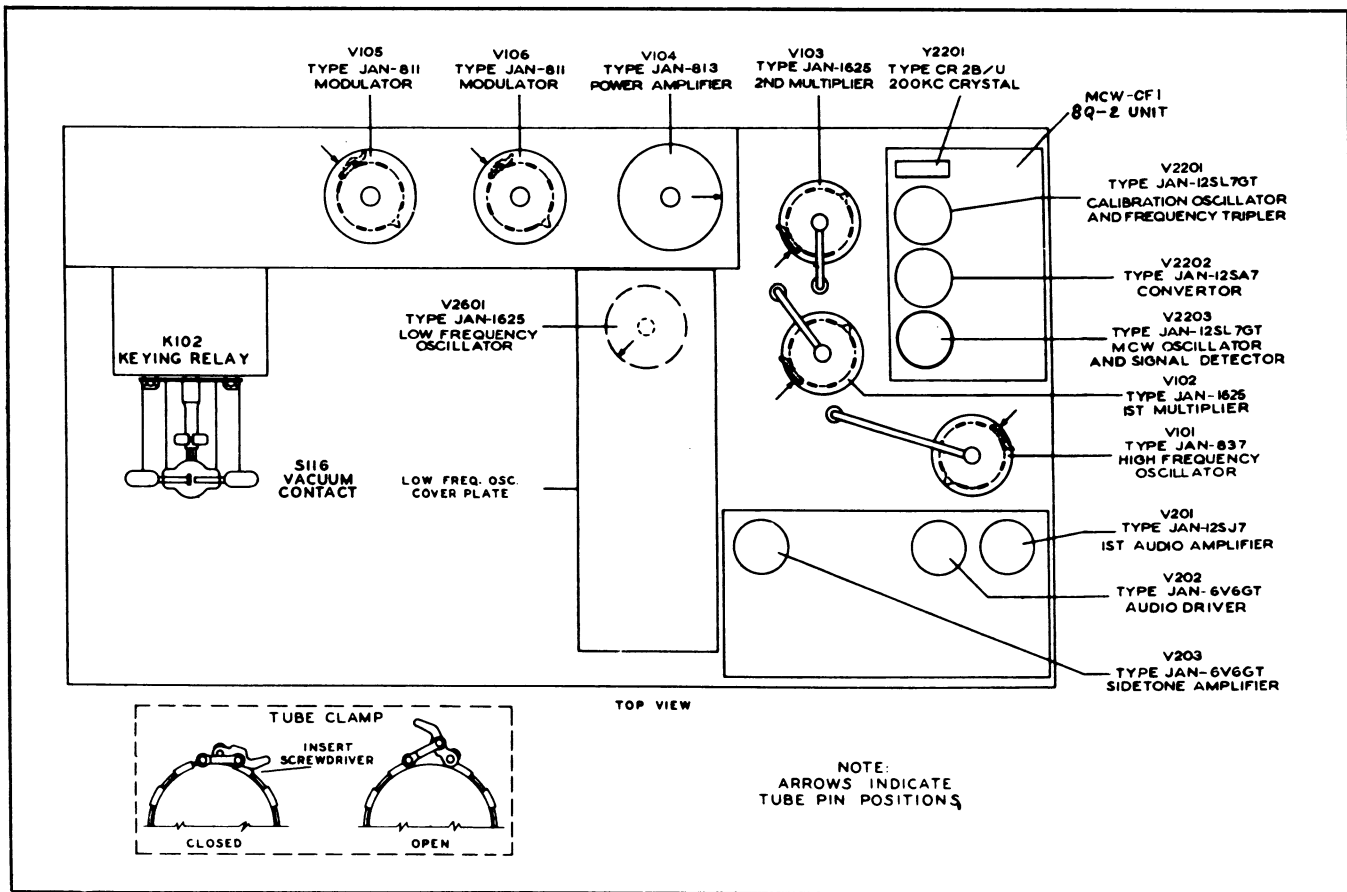 V105
TYPE JAN-811
MODULATOR
V106
TYPE JAN-811
MODULATOR
V104
TYPE JAN-813
POWER AMPLIFIER
V103
TYPE JAN-1625
2ND MULTIPLIER
Y2201
TYPE CR 2B/U
200KC CRYSTAL
MCW-CFI
8Q-2 UNIT
V2201
TYPE JAN-12SL7GT
CALIBRATION OSCILLATOR
AND FREQUENCY TRIPLER
V2202
TYPE JAN-12SA7
CONVERTOR
V2203
TYPE JAN-12SL7GT
MCW OSCILLATOR
AND SIGNAL DETECTOR
V102
TYPE JAN-1625
1ST MULTIPLIER
V101
TYPE JAN-837
HIGH FREQUENCY
OSCILLATOR
V201
TYPE JAN-12SJ7
1ST AUDIO AMPLIFIER
V202
TYPE JAN-6V6GT
AUDIO DRIVER
V203
TYPE JAN-6V6GT
SIDETONE AMPLIFIER
V2601
TYPE JAN-1625
LOW FREQUENCY
OSCILLATOR
K102
KEYING RELAY
S116
VACUUM
CONTACT
LOW FREQ. OSC.
COVER PLATE
TOP VIEW
TUBE CLAMP
INSERT
SCREWDRIVER
CLOSED
OPEN
NOTE:
ARROWS INDICATE
TUBE PIN POSITIONS